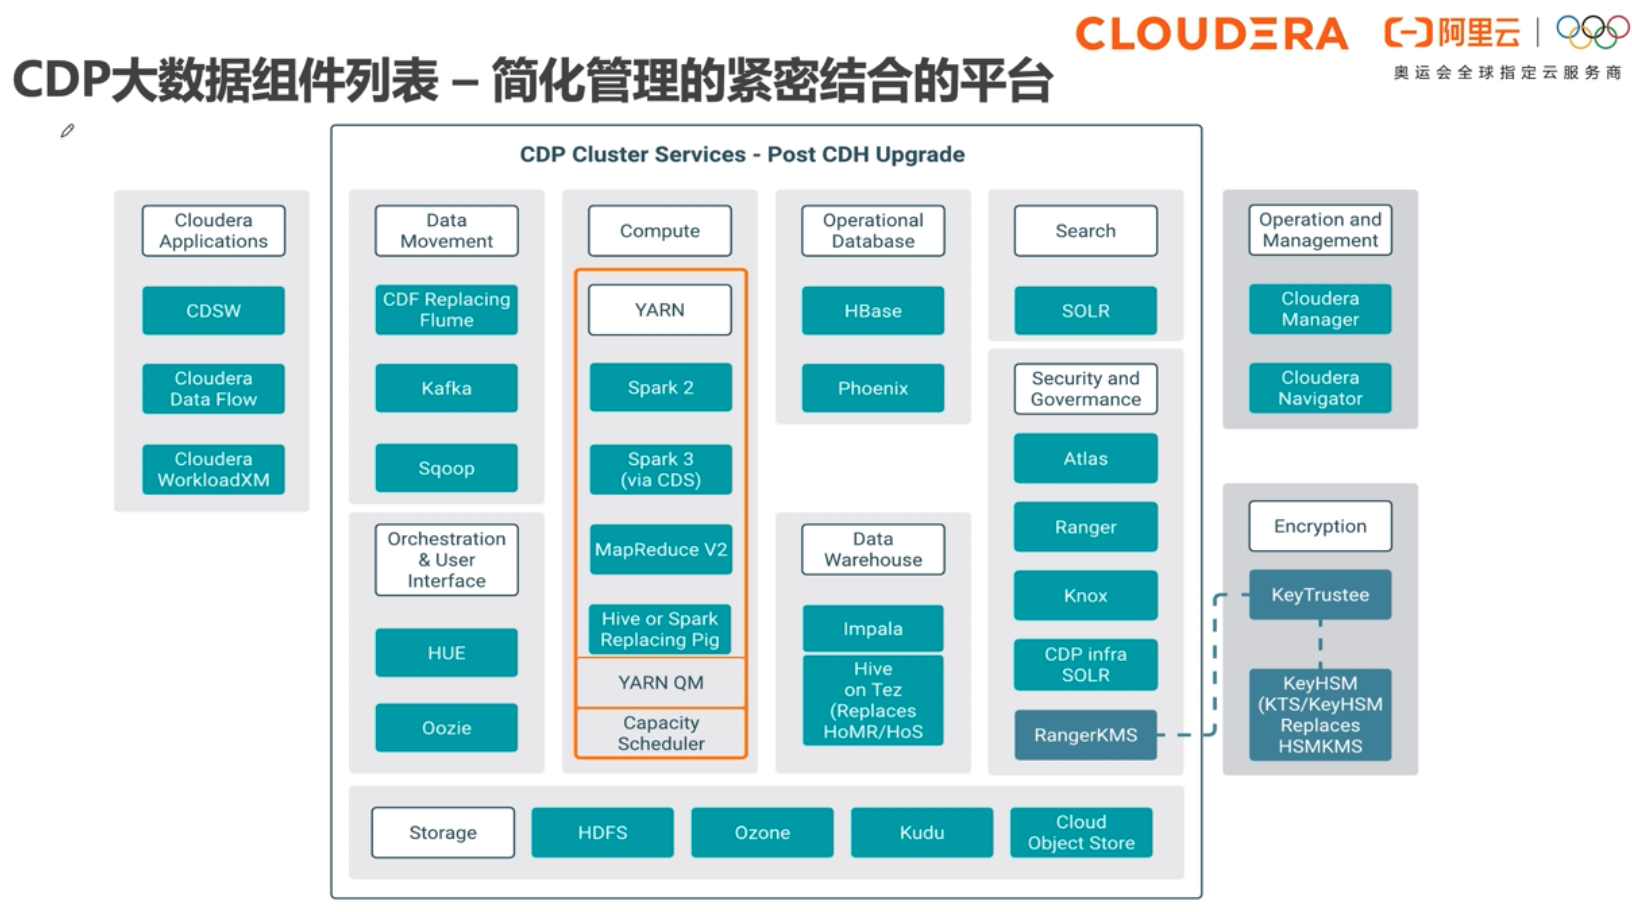 CLOUDERA
阿里云
奥运会全球指定云服务商
CDP大数据组件列表 – 简化管理的紧密结合的平台
CDP Cluster Services - Post CDH Upgrade
Cloudera
Applications
CDSW
Cloudera
Data Flow
Cloudera
WorkloadXM
Data
Movement
CDF Replacing
Flume
Kafka
Sqoop
Orchestration
& User
Interface
HUE
Oozie
Compute
YARN
Spark 2
Spark 3
(via CDS)
MapReduce V2
Hive or Spark
Replacing Pig
YARN QM
Capacity
Scheduler
Operational
Database
HBase
Phoenix
Data
Warehouse
Impala
Hive
on Tez
(Replaces
HoMR/HoS
Search
SOLR
Security and
Govermance
Atlas
Ranger
Knox
CDP infra
SOLR
RangerKMS
Operation and
Management
Cloudera
Manager
Cloudera
Navigator
Encryption
KeyTrustee
KeyHSM
(KTS/KeyHSM
Replaces
HSMKMS
Storage
HDFS
Ozone
Kudu
Cloud
Object Store